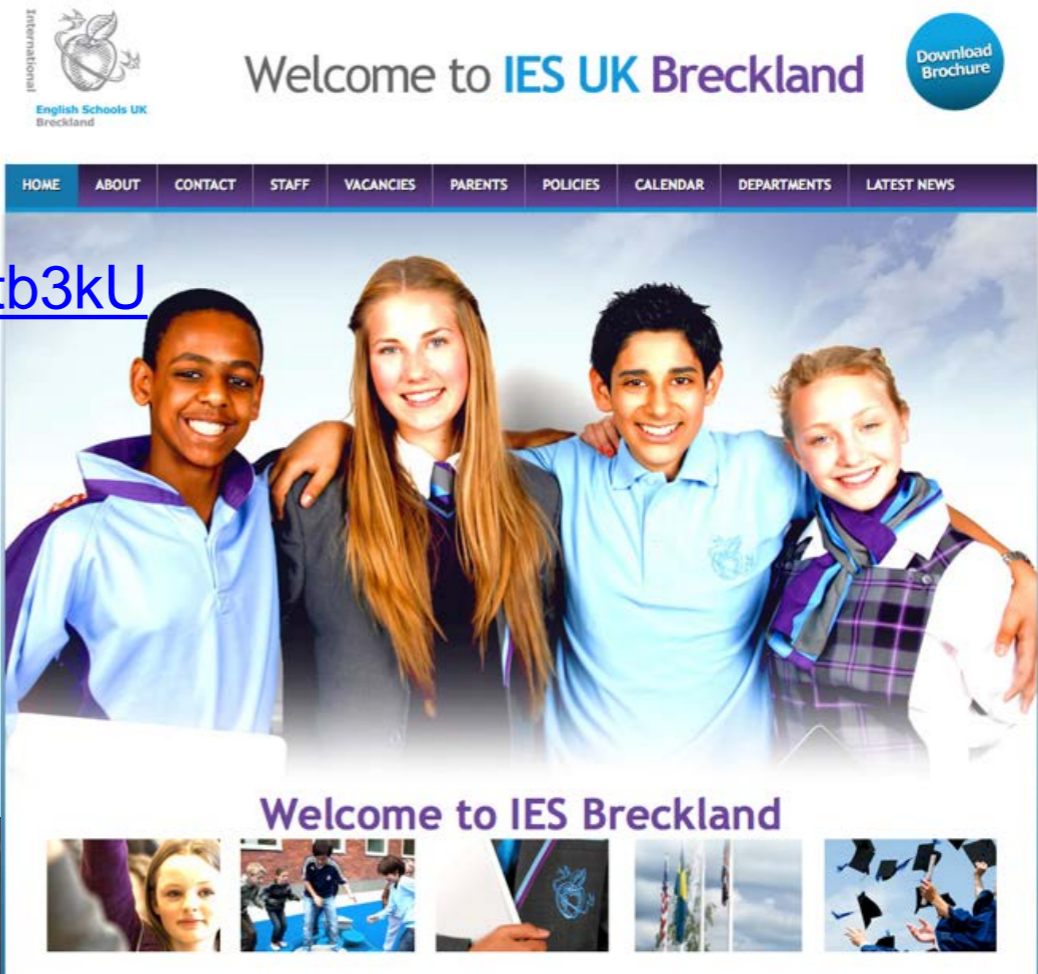 International
English Schools UK
Breckland
Welcome to IES UK Breckland
Download
Brochure
HOME ABOUT CONTACT STAFF VACANCIES PARENTS POLICIES CALENDAR DEPARTMENTS LATEST NEWS
tb3kU
Welcome to IES Breckland